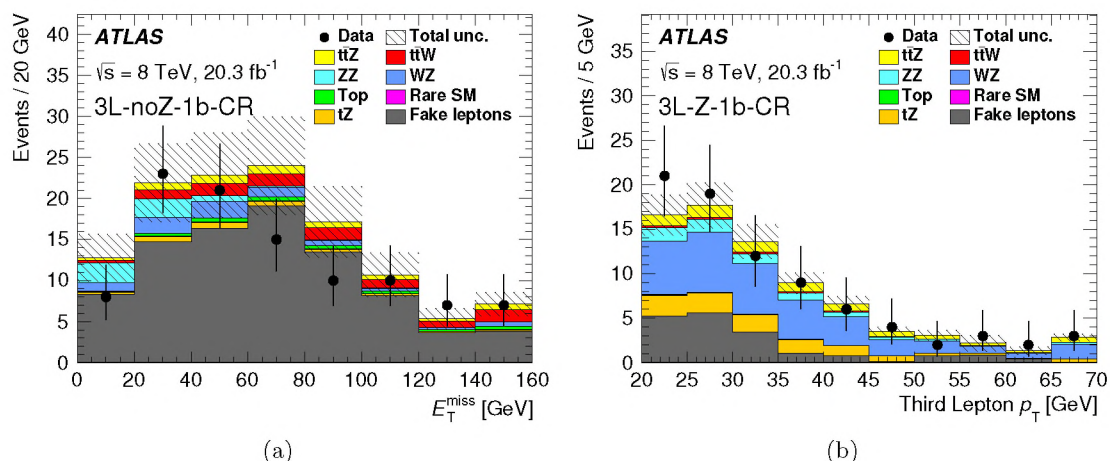 ATLAS
√s = 8 TeV, 20.3 fb⁻¹
3L-noZ-1b-CR
Data
Total unc.
tt̄Z
tt̄W
ZZ
WZ
Top
Rare SM
tZ
Fake leptons
Events / 20 GeV
40
35
30
25
20
15
10
5
0
0 20 40 60 80 100 120 140 160
E_T^miss [GeV]
(a)
ATLAS
√s = 8 TeV, 20.3 fb⁻¹
3L-Z-1b-CR
Data
Total unc.
tt̄Z
tt̄W
ZZ
WZ
Top
Rare SM
tZ
Fake leptons
Events / 5 GeV
35
30
25
20
15
10
5
0
20 25 30 35 40 45 50 55 60 65 70
Third Lepton p_T [GeV]
(b)